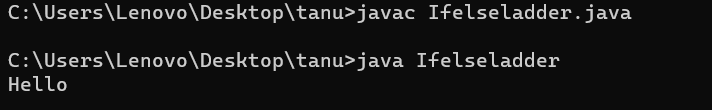 C:\Users\Lenovo\Desktop\tanu>javac Ifelseladder.java
C:\Users\Lenovo\Desktop\tanu>java Ifelseladder
Hello